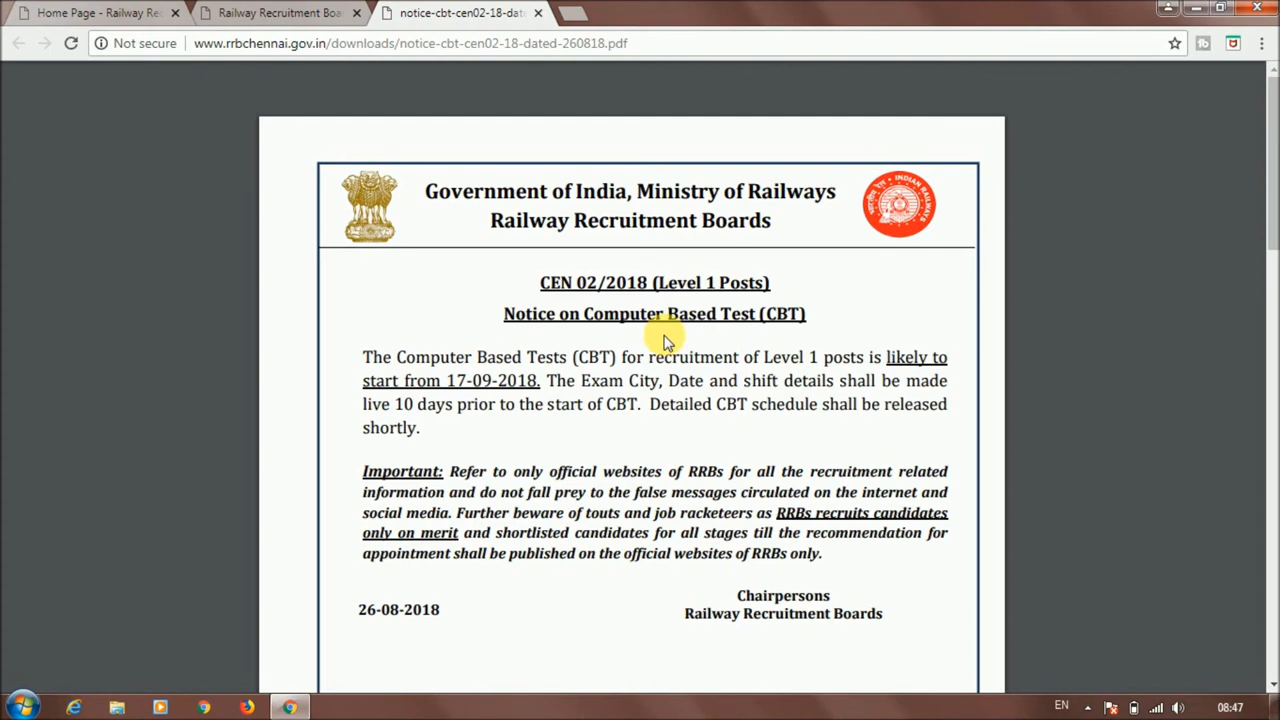 Home Page - Railway Re
Railway Recruitment Boa
notice-cbt-cen02-18-date
Not secure
www.rrbchennai.gov.in/downloads/notice-cbt-cen02-18-dated-260818.pdf
Government of India, Ministry of Railways
Railway Recruitment Boards
INDIAN RAILWAYS
CEN 02/2018 (Level 1 Posts)
Notice on Computer Based Test (CBT)
The Computer Based Tests (CBT) for recruitment of Level 1 posts is likely to
start from 17-09-2018. The Exam City, Date and shift details shall be made
live 10 days prior to the start of CBT. Detailed CBT schedule shall be released
shortly.
Important: Refer to only official websites of RRBs for all the recruitment related
information and do not fall prey to the false messages circulated on the internet and
social media. Further beware of touts and job racketeers as RRBs recruits candidates
only on merit and shortlisted candidates for all stages till the recommendation for
appointment shall be published on the official websites of RRBs only.
Chairpersons
26-08-2018
Railway Recruitment Boards
EN
08:47